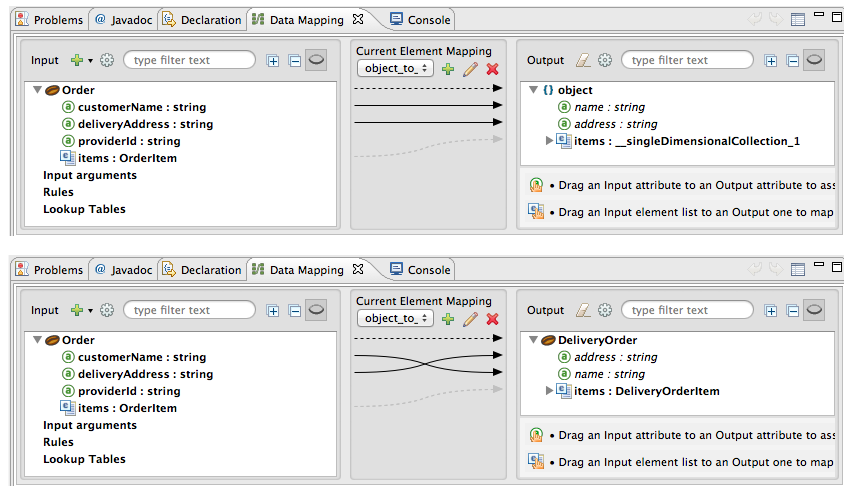 Problems @ Javadoc Declaration Data Mapping Console
Input type filter text Current Element Mapping Output type filter text
object_to_
Order object
customerName : string name : string
deliveryAddress : string address : string
providerId : string items : __singleDimensionalCollection_1
items : OrderItem
Input arguments
Rules • Drag an Input attribute to an Output attribute to ass
Lookup Tables • Drag an Input element list to an Output one to map
Problems @ Javadoc Declaration Data Mapping Console
Input type filter text Current Element Mapping Output type filter text
object_to_
Order DeliveryOrder
customerName : string address : string
deliveryAddress : string name : string
providerId : string items : DeliveryOrderItem
items : OrderItem
Input arguments
Rules • Drag an Input attribute to an Output attribute to ass
Lookup Tables • Drag an Input element list to an Output one to map